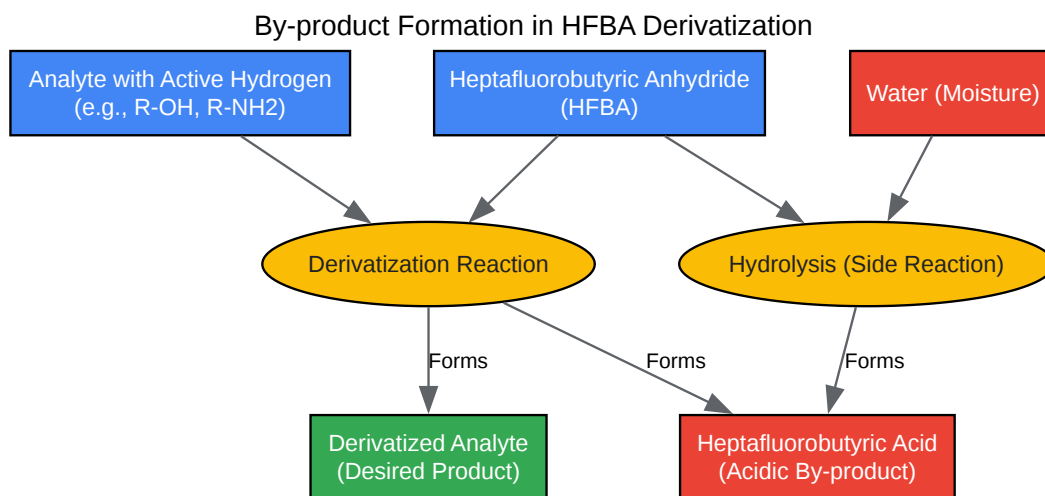 By-product Formation in HFBA Derivatization
Analyte with Active Hydrogen
(e.g., R-OH, R-NH2)
Heptafluorobutyric Anhydride
(HFBA)
Water (Moisture)
Derivatization Reaction
Hydrolysis (Side Reaction)
Forms
Forms
Forms
Derivatized Analyte
(Desired Product)
Heptafluorobutyric Acid
(Acidic By-product)